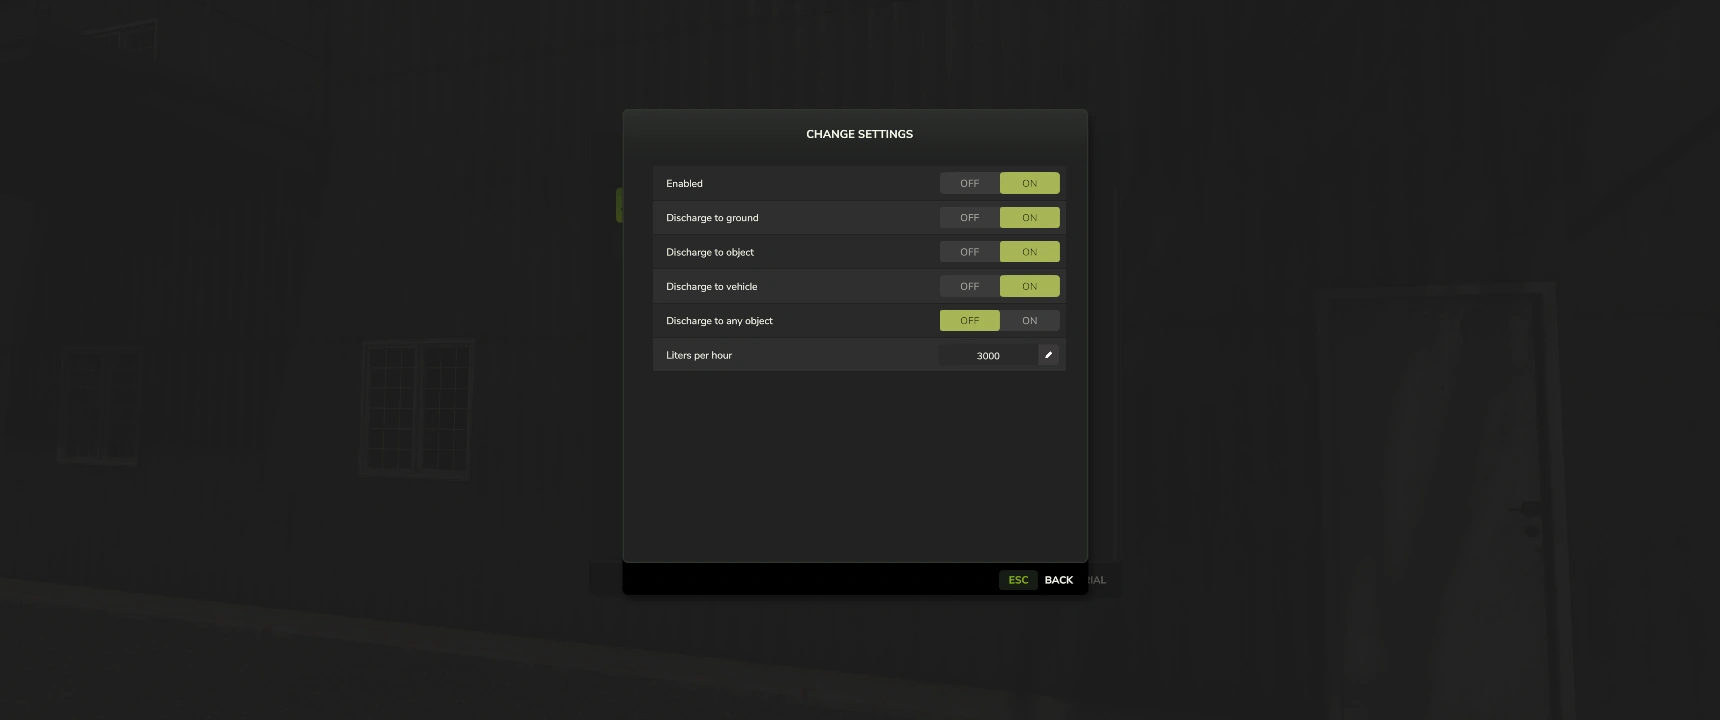 CHANGE SETTINGS
Enabled OFF ON
Discharge to ground OFF ON
Discharge to object OFF ON
Discharge to vehicle OFF ON
Discharge to any object OFF ON
Liters per hour 3000
ESC BACK RIAL